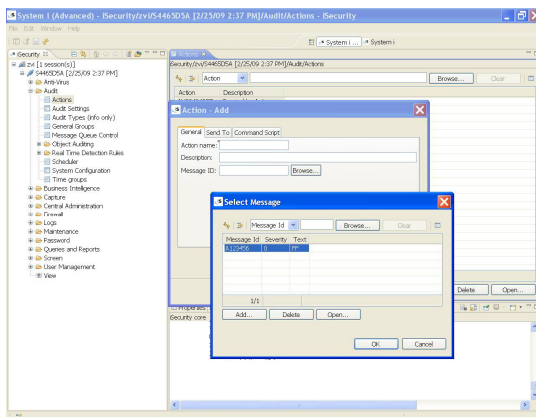 System i (Advanced) - iSecurity/zvi/S4465D5A [2/25/09 2:37 PM]/Audit/Actions - iSecurity
File Edit Window Help
System i ... System i
iSecurity
Actions
zvi [1 session(s)]
S4465D5A [2/25/09 2:37 PM]
Anti-Virus
Audit
Actions
Audit Settings
Audit Types (info only)
General Groups
Message Queue Control
Object Auditing
Real Time Detection Rules
Scheduler
System Configuration
Time groups
Business Intelligence
Capture
Central Administration
Firewall
Logs
Maintenance
Password
Queries and Reports
Screen
User Management
View
iSecurity/zvi/S4465D5A [2/25/09 2:37 PM]/Audit/Actions
Action Browse... Clear
Action Description
Action - Add
General Send To Command Script
Action name:
Description:
Message ID: Browse...
Select Message
Message Id Browse... Clear
Message Id Severity Text
A123456 0 FF
1/1
Add... Delete Open...
OK Cancel
Delete Open...
Properties
iSecurity core